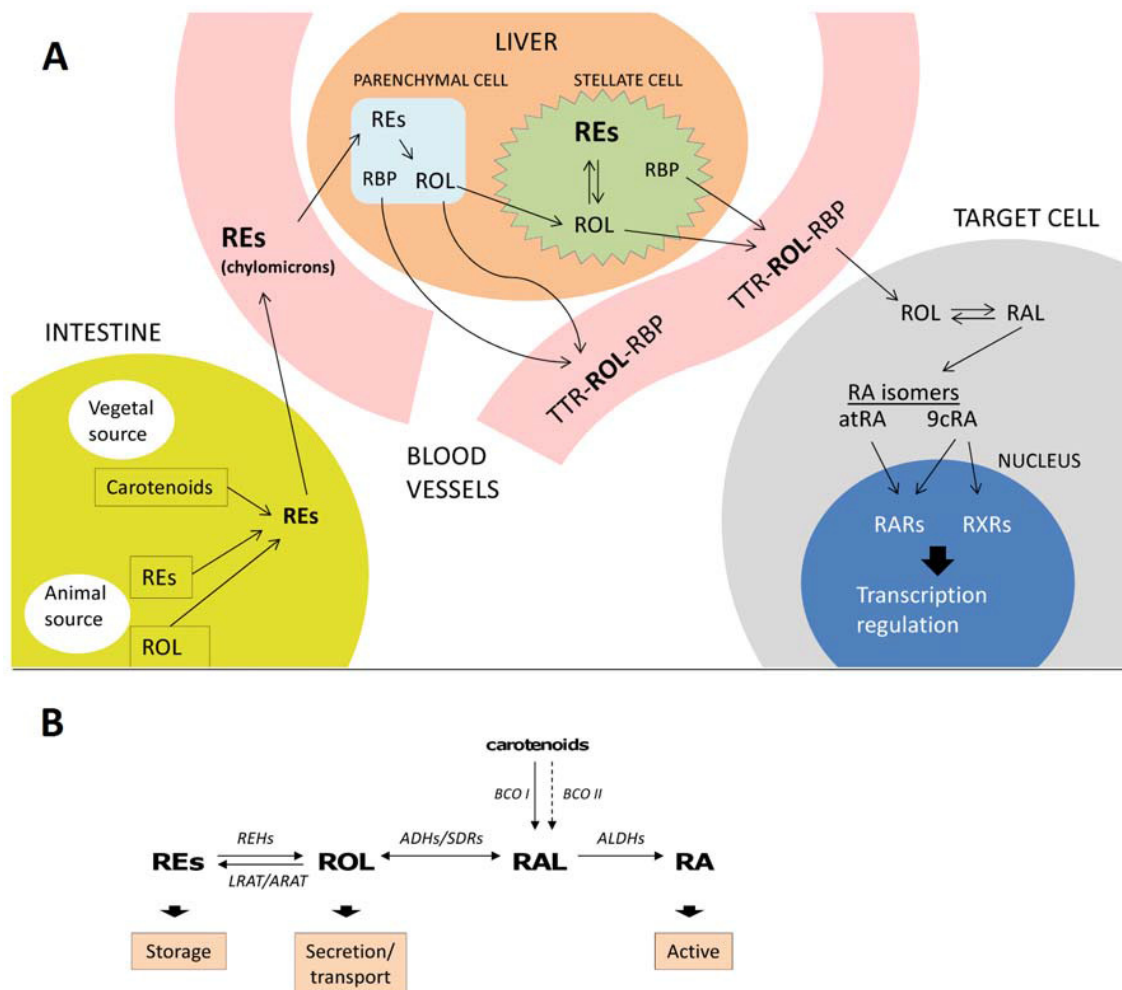 A
LIVER
PARENCHYMAL CELL
STELLATE CELL
REs
RBP
ROL
REs
RBP
ROL
REs
(chylomicrons)
TTR-ROL-RBP
TTR-ROL-RBP
BLOOD
VESSELS
INTESTINE
Vegetal
source
Carotenoids
REs
REs
Animal
source
ROL
TARGET CELL
ROL
RAL
RA isomers
atRA
9cRA
NUCLEUS
RARs
RXRs
Transcription
regulation
B
carotenoids
BCO I
BCO II
REHs
ADHs/SDRs
ALDHs
REs
ROL
RAL
RA
LRAT/ARAT
Storage
Secretion/
transport
Active